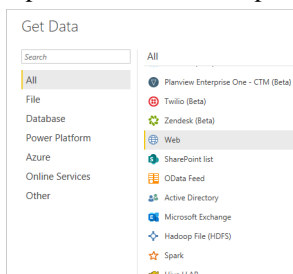 Get Data
Search
All
File
Database
Power Platform
Azure
Online Services
Other
All
Planview Enterprise One - CTM (Beta)
Twilio (Beta)
Zendesk (Beta)
Web
SharePoint list
OData Feed
Active Directory
Microsoft Exchange
Hadoop File (HDFS)
Spark